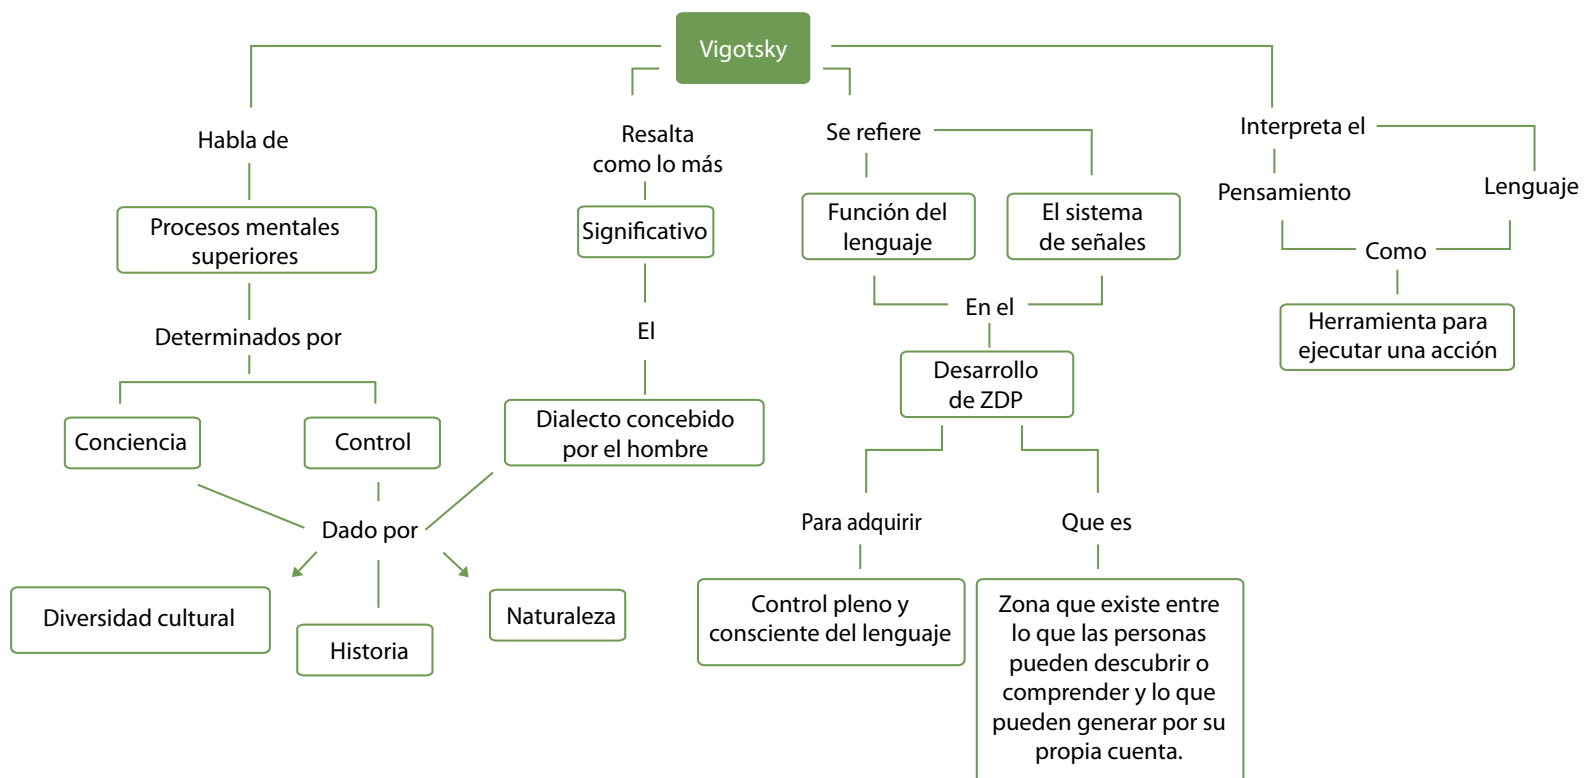 Vigotsky
Habla de
Procesos mentales
superiores
Determinados por
Conciencia
Control
Resalta
como lo más
Significativo
El
Dialecto concebido
por el hombre
Dado por
Diversidad cultural
Historia
Naturaleza
Se refiere
Función del
lenguaje
El sistema
de señales
En el
Desarrollo
de ZDP
Para adquirir
Control pleno y
consciente del lenguaje
Que es
Zona que existe entre
lo que las personas
pueden descubrir o
comprender y lo que
pueden generar por su
propia cuenta.
Interpreta el
Pensamiento
Lenguaje
Como
Herramienta para
ejecutar una acción